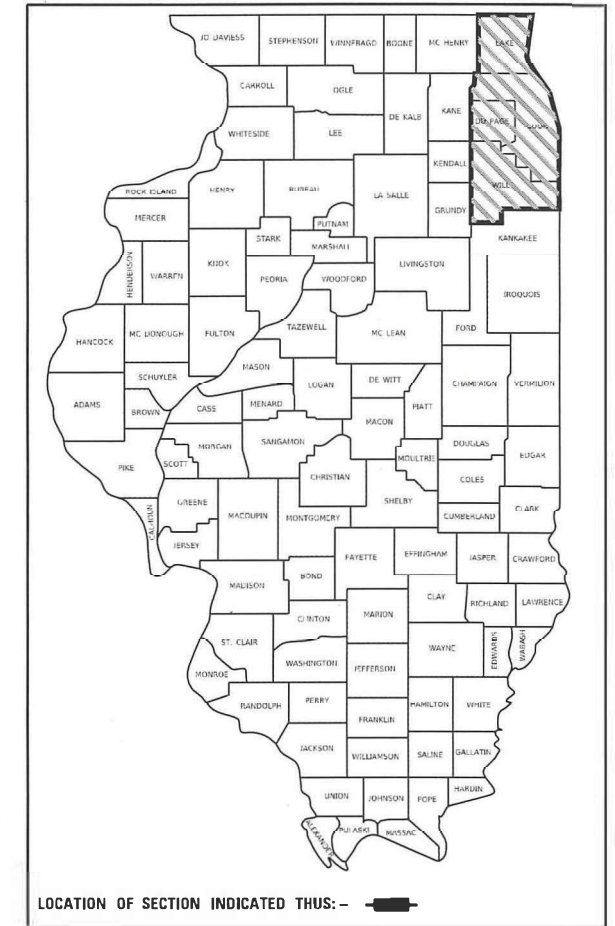 JO DAVIESS STEPHENSON WINNEBAGO BOONE MC HENRY LAKE
CARROLL OGLE DE KALB KANE DU PAGE COOK
WHITESIDE LEE KENDALL WILL
ROCK ISLAND HENRY BUREAU LA SALLE GRUNDY
MERCER STARK PUTNAM KANKAKEE
HENDERSON WARREN KNOX PEORIA MARSHALL LIVINGSTON
WOODFORD IROQUOIS
HANCOCK MC DONOUGH FULTON TAZEWELL MC LEAN FORD
SCHUYLER MASON
ADAMS BROWN CASS MENARD LOGAN DE WITT PIATT CHAMPAIGN VERMILION
MACON
PIKE SCOTT MORGAN SANGAMON MOULTRIE DOUGLAS EDGAR
CHRISTIAN COLES
CALHOUN GREENE MACOUPIN MONTGOMERY SHELBY CUMBERLAND CLARK
JERSEY FAYETTE EFFINGHAM JASPER CRAWFORD
MADISON BOND CLAY RICHLAND LAWRENCE
CLINTON MARION
ST. CLAIR WASHINGTON JEFFERSON WAYNE EDWARDS WABASH
MONROE
RANDOLPH PERRY FRANKLIN HAMILTON WHITE
JACKSON WILLIAMSON SALINE GALLATIN
UNION JOHNSON POPE HARDIN
ALEXANDER PULASKI MASSAC
LOCATION OF SECTION INDICATED THUS:-